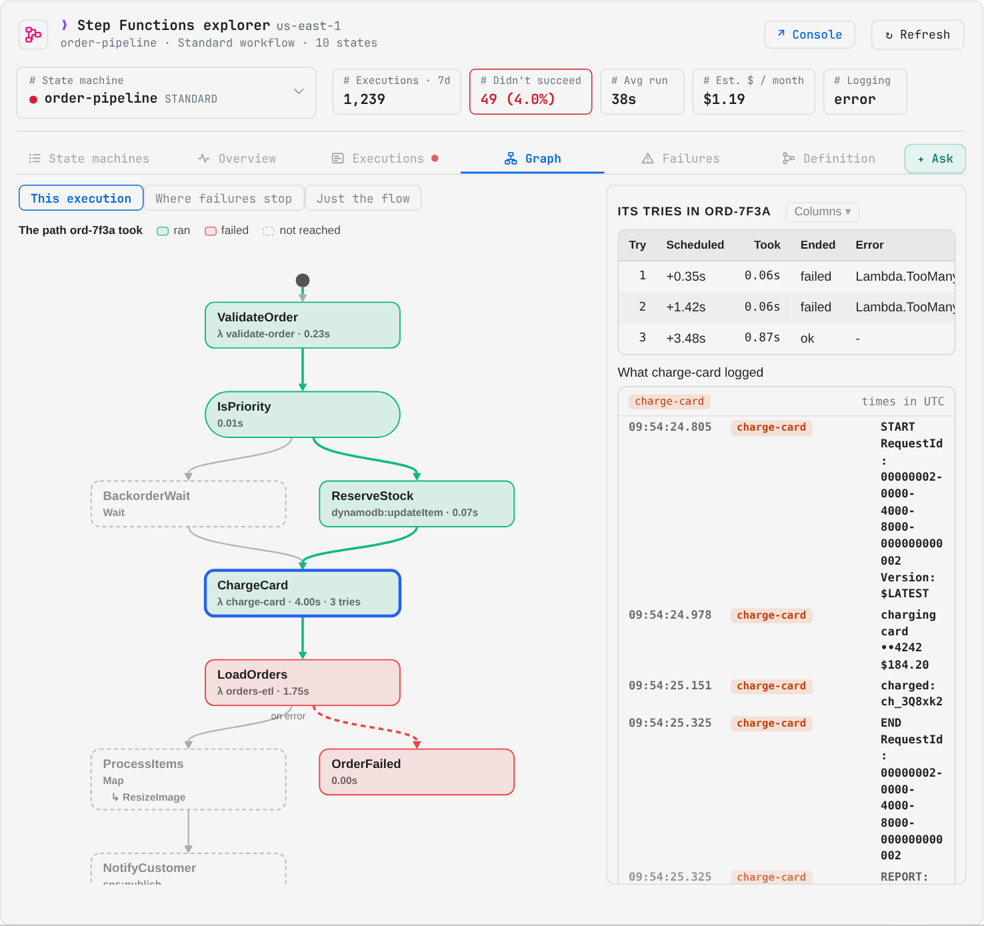 Step Functions explorer us-east-1
order-pipeline · Standard workflow · 10 states
↗ Console
↻ Refresh
# State machine
order-pipeline STANDARD
# Executions · 7d
1,239
# Didn't succeed
49 (4.0%)
# Avg run
38s
# Est. $ / month
$1.19
# Logging
error
State machines
Overview
Executions
Graph
Failures
Definition
✦ Ask
This execution
Where failures stop
Just the flow
The path ord-7f3a took ran failed not reached
ValidateOrder
λ validate-order · 0.23s
IsPriority
0.01s
BackorderWait
Wait
ReserveStock
dynamodb:updateItem · 0.07s
ChargeCard
λ charge-card · 4.00s · 3 tries
LoadOrders
λ orders-etl · 1.75s
on error
ProcessItems
Map
↳ ResizeImage
OrderFailed
0.00s
NotifyCustomer
sns:publish
ITS TRIES IN ORD-7F3A
Columns ▾
Try Scheduled Took Ended Error
1 +0.35s 0.06s failed Lambda.TooMany
2 +1.42s 0.06s failed Lambda.TooMany
3 +3.48s 0.87s ok -
What charge-card logged
charge-card times in UTC
09:54:24.805 charge-card START
RequestId
:
00000002-
0000-
4000-
8000-
000000000
002
Version:
$LATEST
09:54:24.978 charge-card charging
card
••4242
$184.20
09:54:25.151 charge-card charged:
ch_3Q8xk2
09:54:25.325 charge-card END
RequestId
:
00000002-
0000-
4000-
8000-
000000000
002
09:54:25.325 charge-card REPORT: